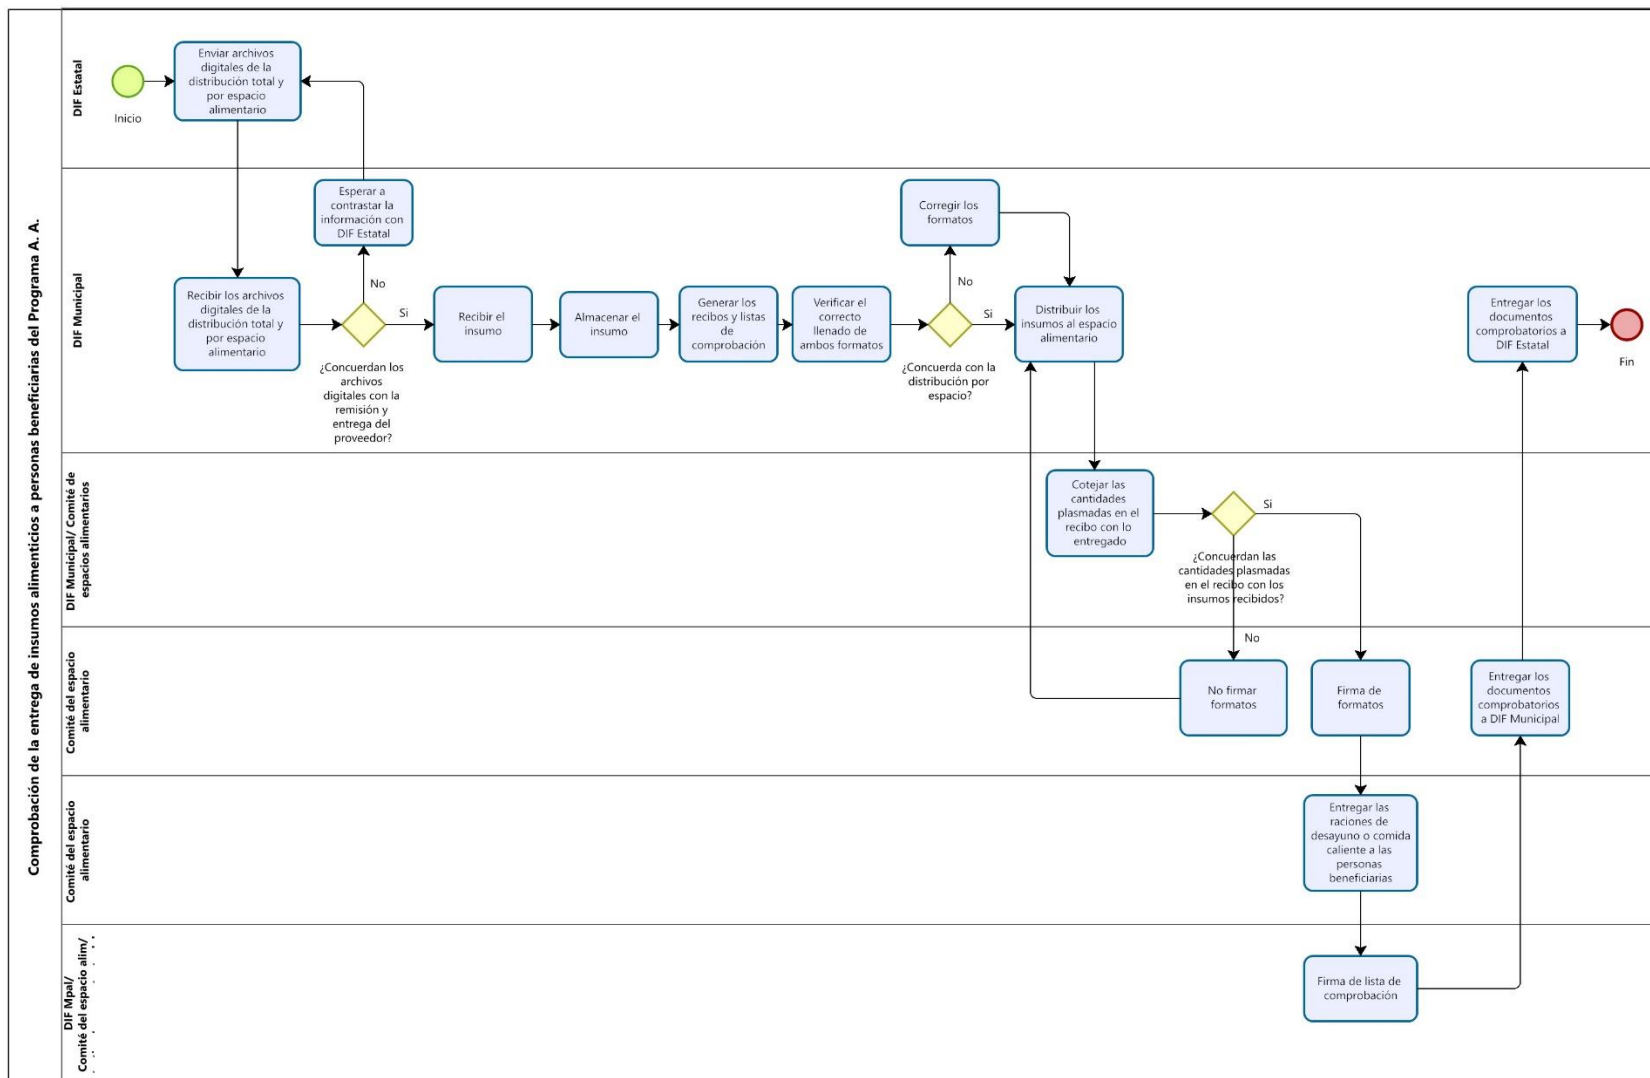 Comprobación de la entrega de insumos alimenticios a personas beneficiarias del Programa A. A.
DIF Estatal
Inicio
Enviar archivos
digitales de la
distribución total y
por espacio
alimentario
DIF Municipal
Recibir los archivos
digitales de la
distribución total y
por espacio
alimentario
Esperar a
contrastar la
información con
DIF Estatal
No
Si
¿Concuerdan los
archivos
digitales con la
remisión y
entrega del
proveedor?
Recibir el
insumo
Almacenar el
insumo
Generar los
recibos y listas de
comprobación
Verificar el
correcto
llenado de
ambos formatos
Corregir los
formatos
No
Si
¿Concuerda con la
distribución por
espacio?
Distribuir los
insumos al espacio
alimentario
Entregar los
documentos
comprobatorios a
DIF Estatal
Fin
DIF Municipal/ Comité de
espacios alimentarios
Cotejar las
cantidades
plasmadas en el
recibo con lo
entregado
Si
¿Concuerdan las
cantidades plasmadas
en el recibo con los
insumos recibidos?
No
Comité del espacio
alimentario
No firmar
formatos
Firma de
formatos
Entregar los
documentos
comprobatorios
a DIF Municipal
Comité del espacio
alimentario
Entregar las
raciones de
desayuno o comida
caliente a las
personas
beneficiarias
DIF Mpal/
Comité del espacio alim/
Firma de lista de
comprobación